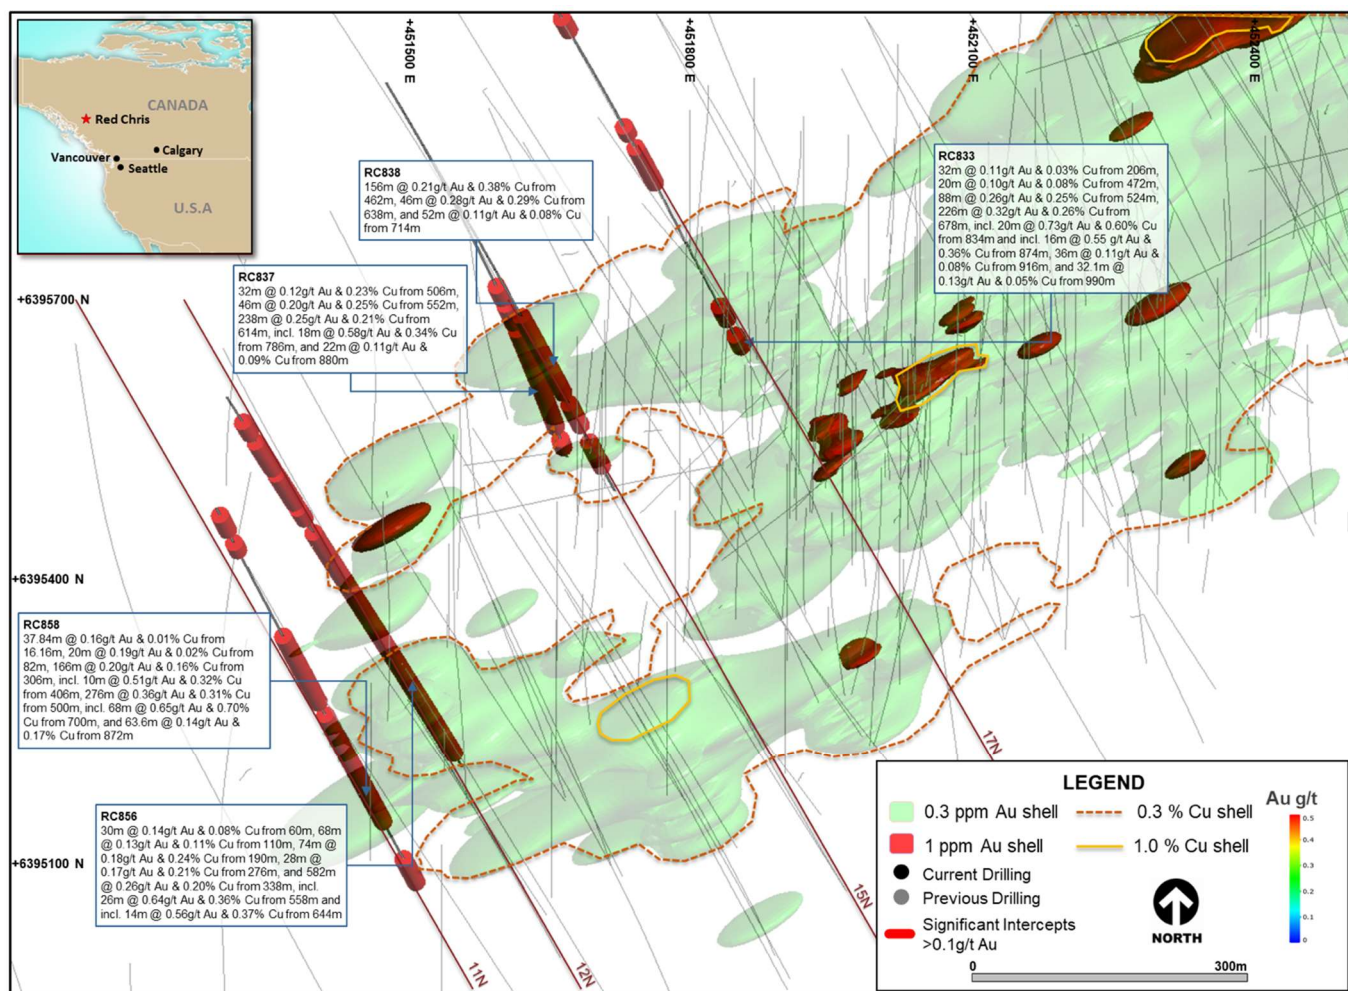 CANADA
Red Chris
Calgary
Vancouver
Seattle
U.S.A
+451500 E
+451800 E
+452100 E
+452400 E
RC838
156m @ 0.21g/t Au & 0.38% Cu from
462m, 46m @ 0.28g/t Au & 0.29% Cu from
638m, and 52m @ 0.11g/t Au & 0.08% Cu
from 714m
RC833
32m @ 0.11g/t Au & 0.03% Cu from 206m,
20m @ 0.10g/t Au & 0.08% Cu from 472m,
88m @ 0.26g/t Au & 0.25% Cu from 524m,
226m @ 0.32g/t Au & 0.26% Cu from
678m, incl. 20m @ 0.73g/t Au & 0.60% Cu
from 834m and incl. 16m @ 0.55 g/t Au &
0.36% Cu from 874m, 36m @ 0.11g/t Au &
0.08% Cu from 916m, and 32.1m @
0.13g/t Au & 0.05% Cu from 990m
RC837
32m @ 0.12g/t Au & 0.23% Cu from 506m,
46m @ 0.20g/t Au & 0.25% Cu from 552m,
238m @ 0.25g/t Au & 0.21% Cu from
614m, incl. 18m @ 0.58g/t Au & 0.34% Cu
from 786m, and 22m @ 0.11g/t Au &
0.09% Cu from 880m
+6395700 N
+6395400 N
RC858
37.84m @ 0.16g/t Au & 0.01% Cu from
16.16m, 20m @ 0.19g/t Au & 0.02% Cu from
82m, 166m @ 0.20g/t Au & 0.16% Cu from
306m, incl. 10m @ 0.51g/t Au & 0.32% Cu
from 406m, 276m @ 0.36g/t Au & 0.31% Cu
from 500m, incl. 68m @ 0.65g/t Au & 0.70%
Cu from 700m, and 63.6m @ 0.14g/t Au &
0.17% Cu from 872m
RC856
30m @ 0.14g/t Au & 0.08% Cu from 60m, 68m
@ 0.13g/t Au & 0.11% Cu from 110m, 74m @
0.18g/t Au & 0.24% Cu from 190m, 28m @
0.17g/t Au & 0.21% Cu from 276m, and 582m
@ 0.26g/t Au & 0.20% Cu from 338m, incl.
26m @ 0.64g/t Au & 0.36% Cu from 558m and
incl. 14m @ 0.56g/t Au & 0.37% Cu from 644m
+6395100 N
11N
12N
15N
17N
LEGEND
0.3 ppm Au shell
1 ppm Au shell
Current Drilling
Previous Drilling
Significant Intercepts
>0.1g/t Au
0.3 % Cu shell
1.0 % Cu shell
NORTH
Au g/t
0.5
0.4
0.3
0.2
0.1
0
0 300m